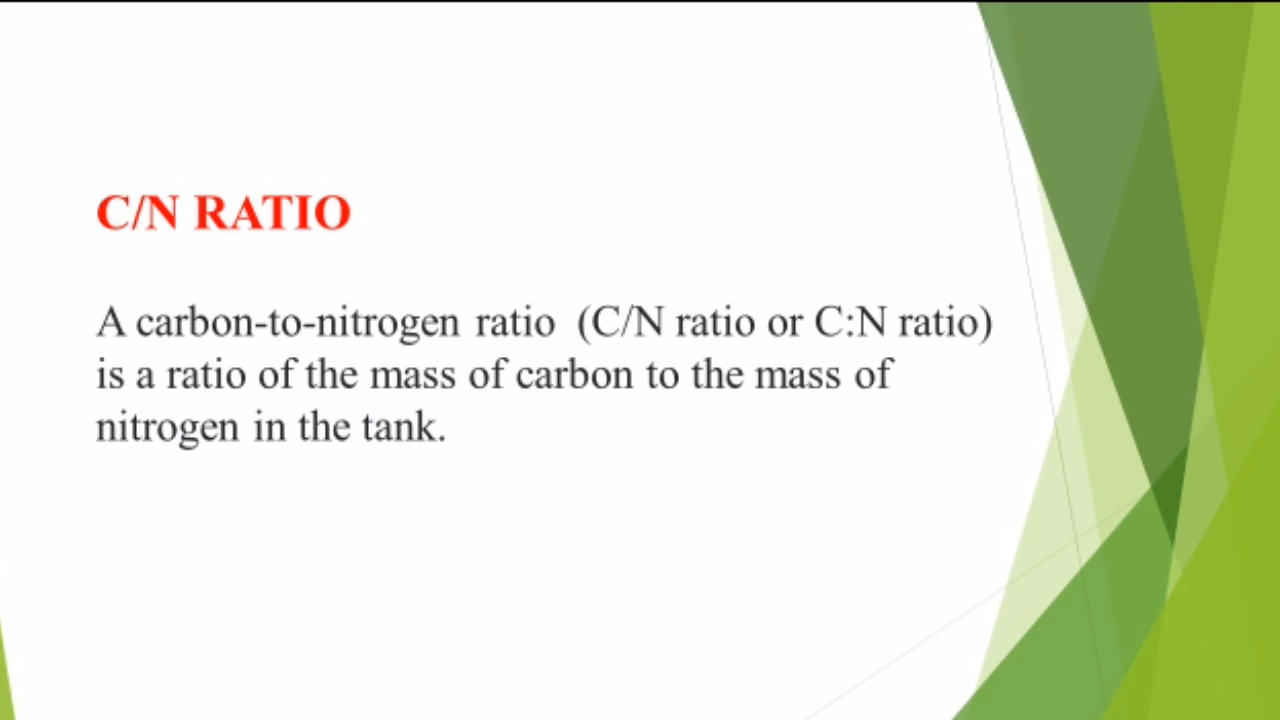 C/N RATIO
A carbon-to-nitrogen ratio (C/N ratio or C:N ratio)
is a ratio of the mass of carbon to the mass of
nitrogen in the tank.